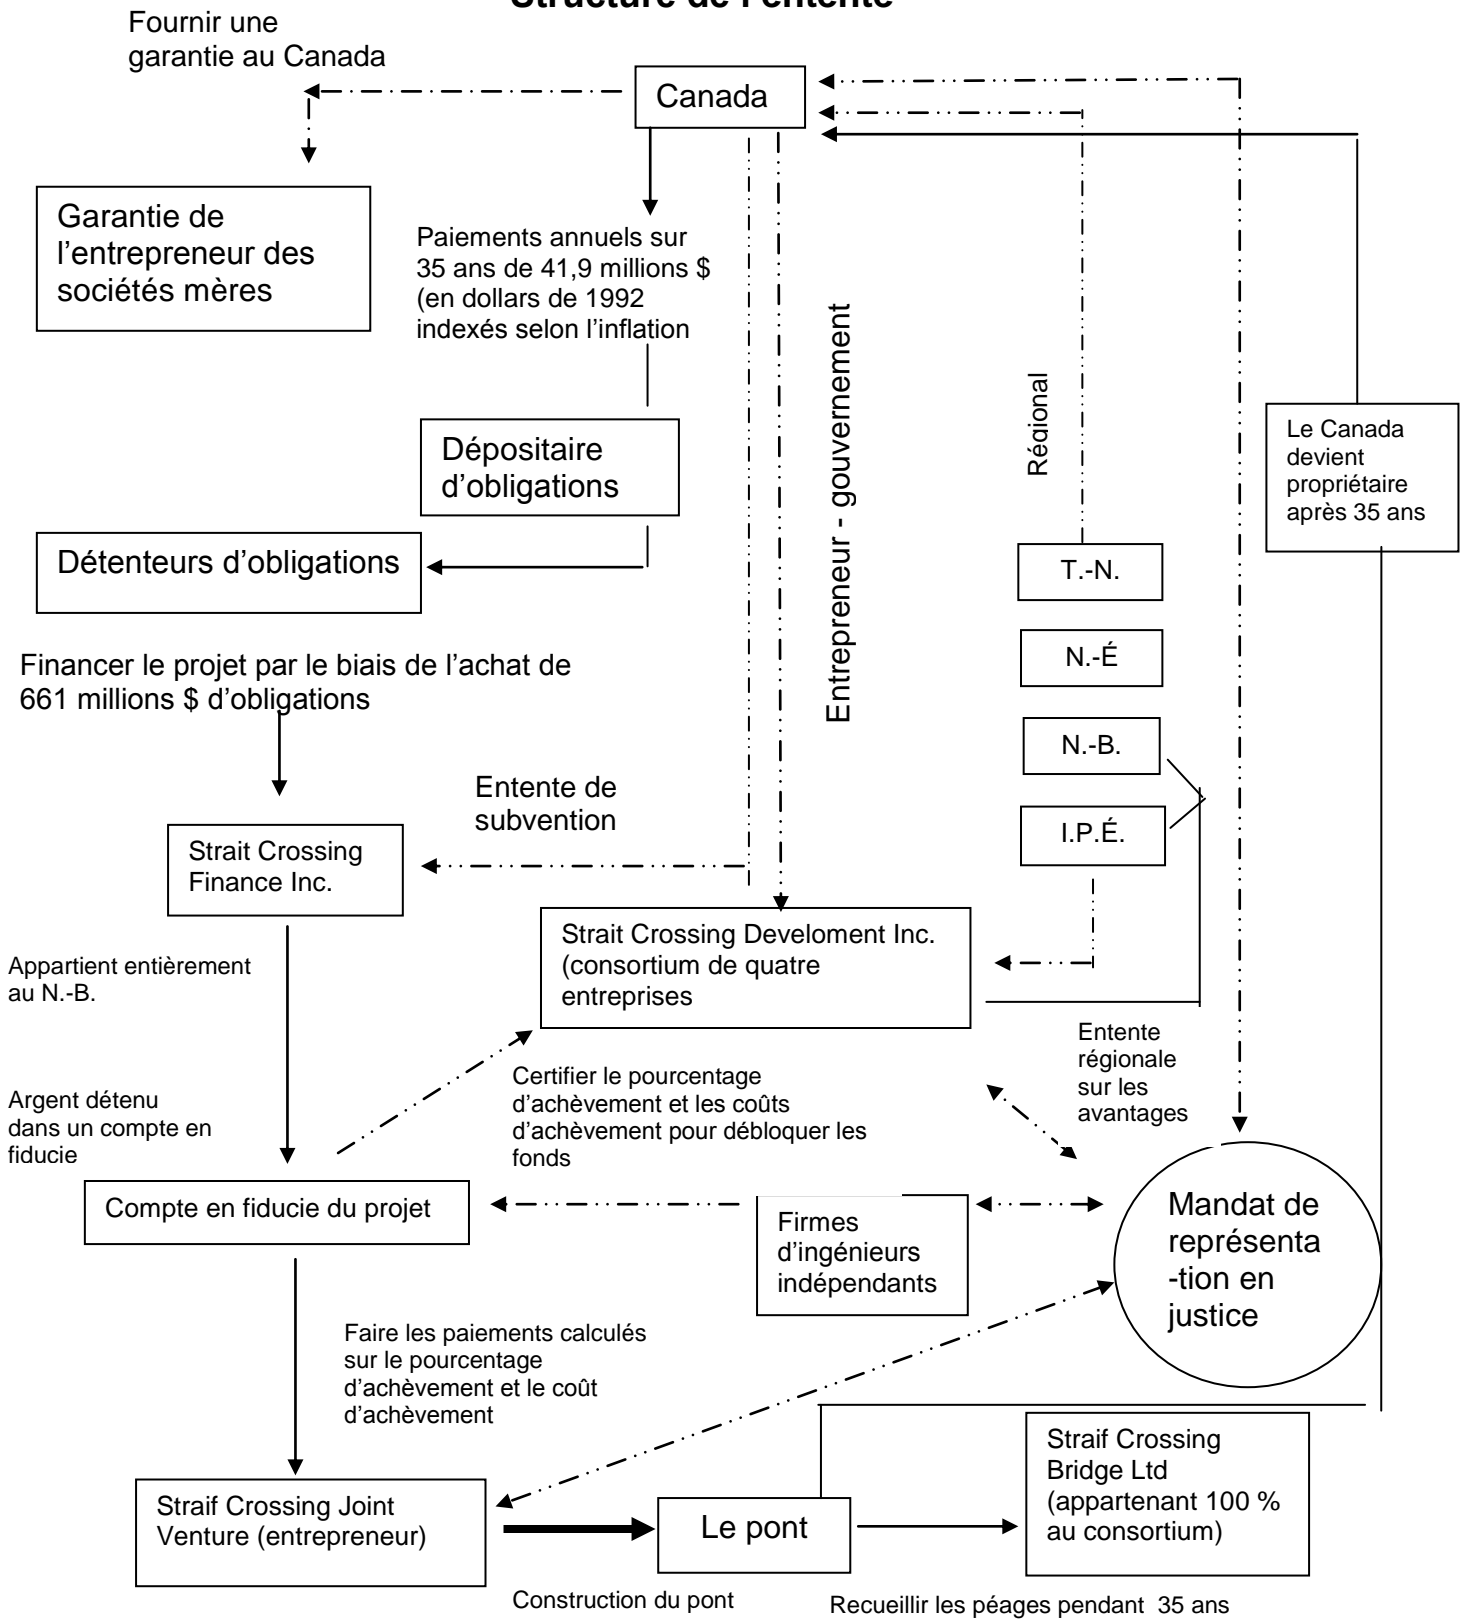 Structure de l'entente
Fournir une
garantie au Canada
Canada
Garantie de
l'entrepreneur des
sociétés mères
Paiements annuels sur
35 ans de 41,9 millions $
(en dollars de 1992
indexés selon l'inflation
Entrepreneur - gouvernement
Régional
Le Canada
devient
propriétaire
après 35 ans
Dépositaire
d'obligations
Détenteurs d'obligations
T.-N.
N.-É
N.-B.
I.P.É.
Financer le projet par le biais de l'achat de
661 millions $ d'obligations
Entente de
subvention
Strait Crossing
Finance Inc.
Strait Crossing Develoment Inc.
(consortium de quatre
entreprises
Appartient entièrement
au N.-B.
Entente
régionale
sur les
avantages
Argent détenu
dans un compte en
fiducie
Certifier le pourcentage
d'achèvement et les coûts
d'achèvement pour débloquer les
fonds
Compte en fiducie du projet
Firmes
d'ingénieurs
indépendants
Mandat de
représenta
-tion en
justice
Faire les paiements calculés
sur le pourcentage
d'achèvement et le coût
d'achèvement
Straif Crossing Joint
Venture (entrepreneur)
Le pont
Straif Crossing
Bridge Ltd
(appartenant 100 %
au consortium)
Construction du pont
Recueillir les péages pendant 35 ans